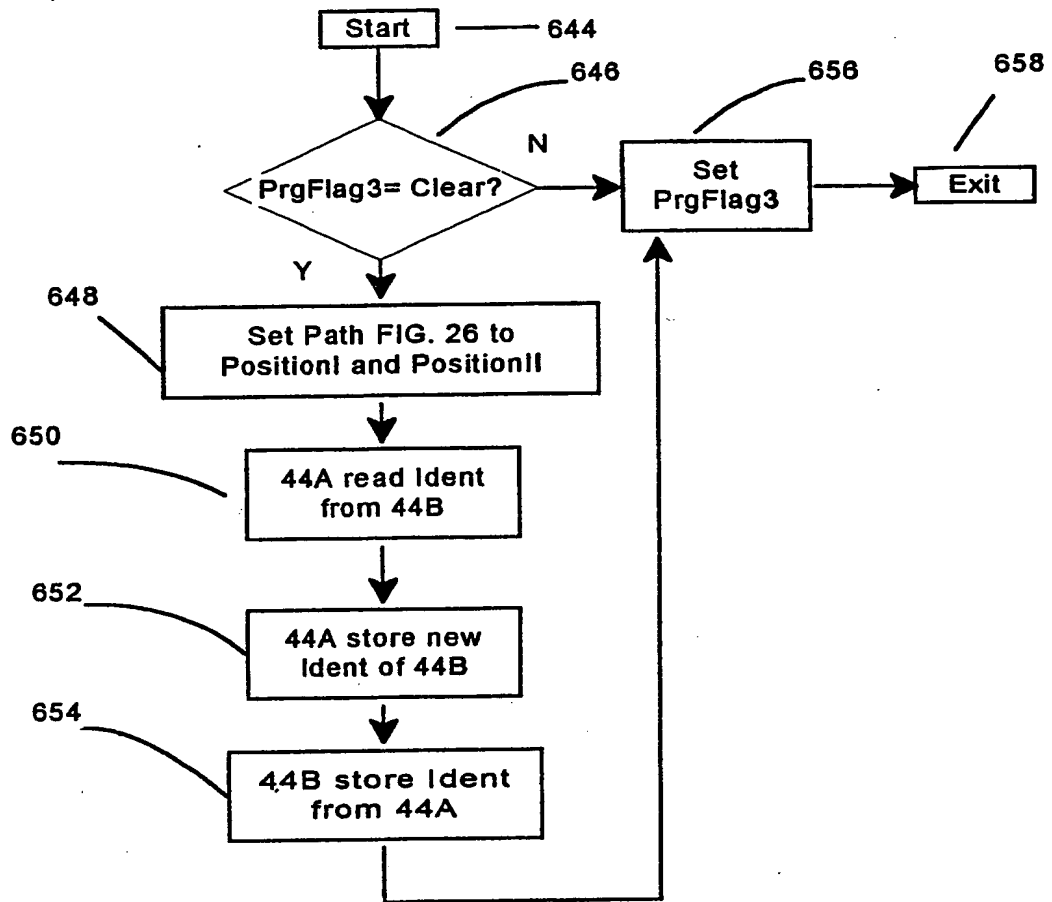 Start
644
646
656
658
N
PrgFlag3= Clear?
Set
PrgFlag3
Exit
Y
648
Set Path FIG. 26 to
PositionI and PositionII
650
44A read Ident
from 44B
652
44A store new
Ident of 44B
654
44B store Ident
from 44A